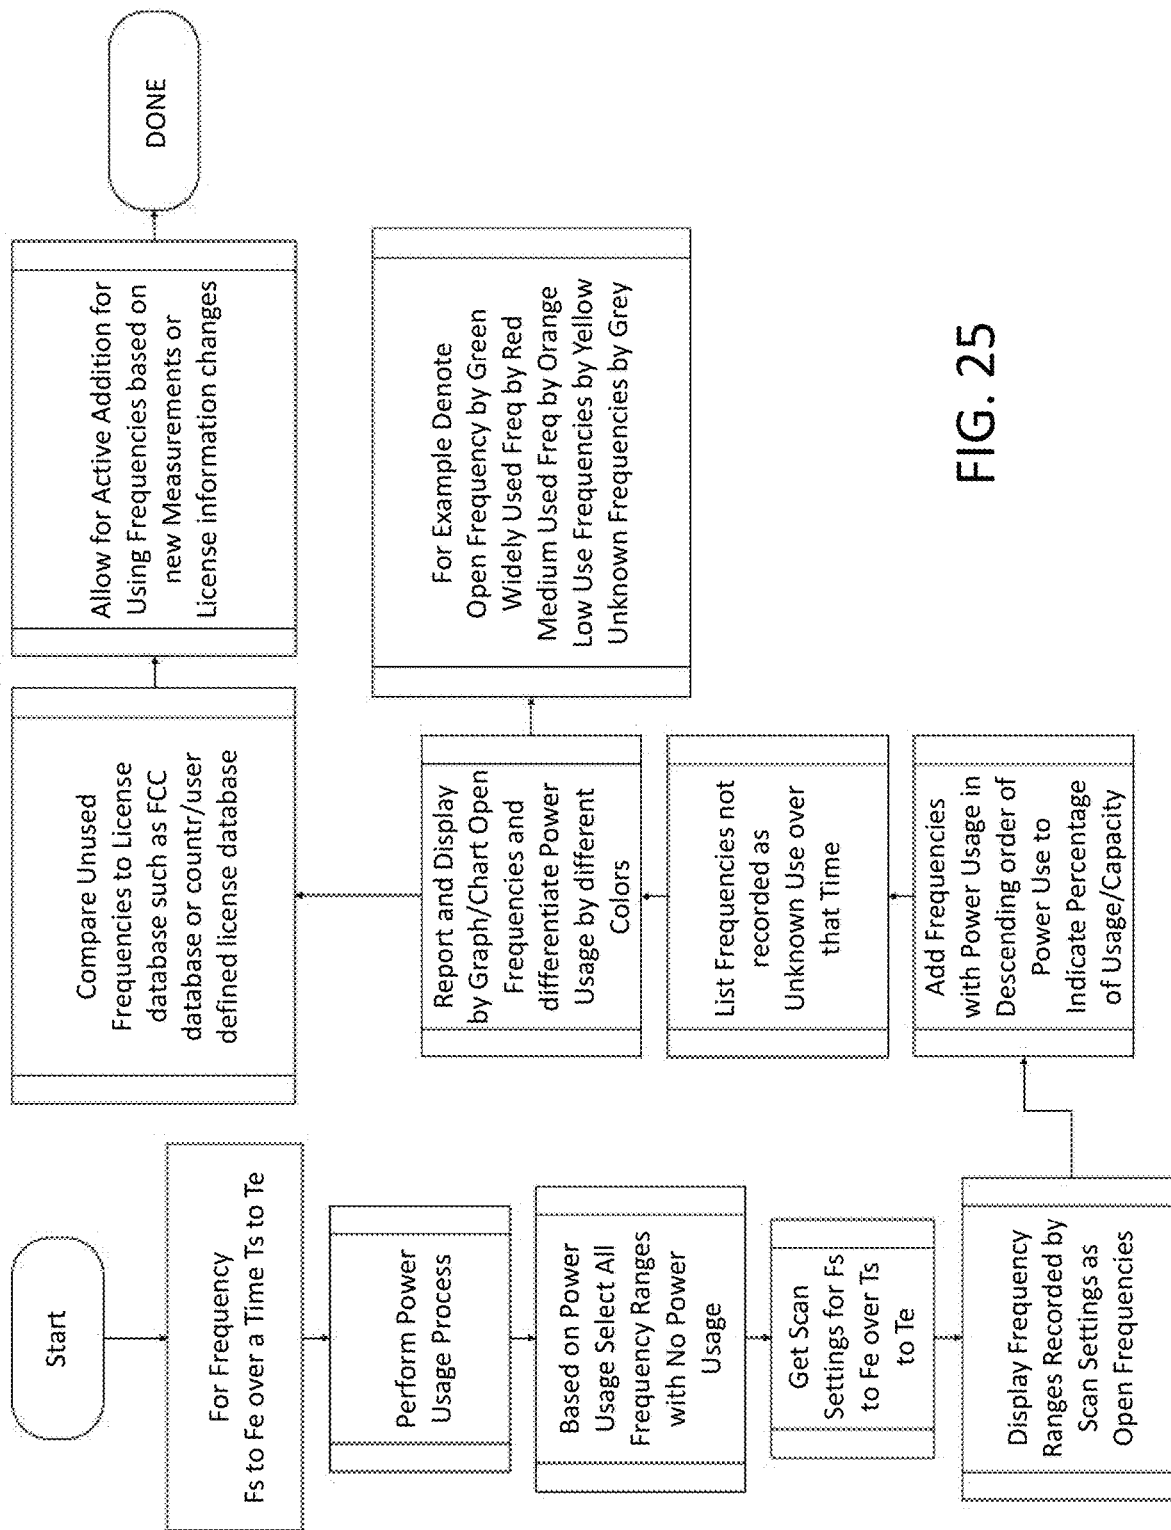 Start
For Frequency
Fs to Fe over a Time Ts to Te
Perform Power
Usage Process
Based on Power
Usage Select All
Frequency Ranges
with No Power
Usage
Get Scan
Settings for Fs
to Fe over Ts
to Te
Display Frequency
Ranges Recorded by
Scan Settings as
Open Frequencies
Add Frequencies
with Power Usage in
Descending order of
Power Use to
Indicate Percentage
of Usage/Capacity
List Frequencies not
recorded as
Unknown Use over
that Time
Report and Display
by Graph/Chart Open
Frequencies and
differentiate Power
Usage by different
Colors
For Example Denote
Open Frequency by Green
Widely Used Freq by Red
Medium Used Freq by Orange
Low Use Frequencies by Yellow
Unknown Frequencies by Grey
Compare Unused
Frequencies to License
database such as FCC
database or countr/user
defined license database
Allow for Active Addition for
Using Frequencies based on
new Measurements or
License information changes
DONE
FIG. 25